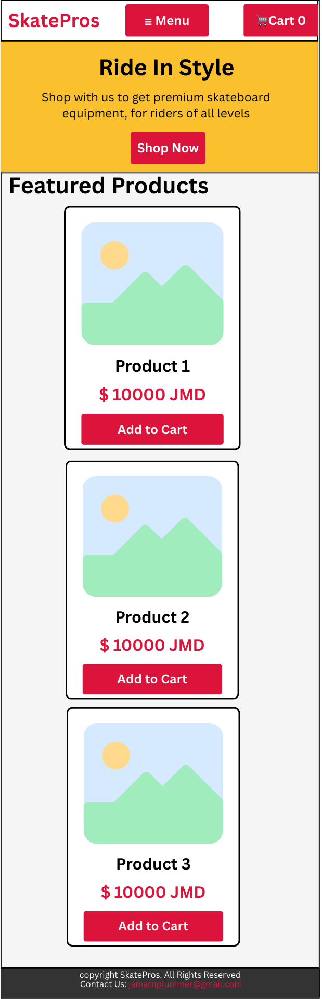 SkatePros
≡ Menu
🛒Cart 0
Ride In Style
Shop with us to get premium skateboard
equipment, for riders of all levels
Shop Now
Featured Products
Product 1
$ 10000 JMD
Add to Cart
Product 2
$ 10000 JMD
Add to Cart
Product 3
$ 10000 JMD
Add to Cart
copyright SkatePros. All Rights Reserved
Contact Us: jamarnplummer@gmail.com